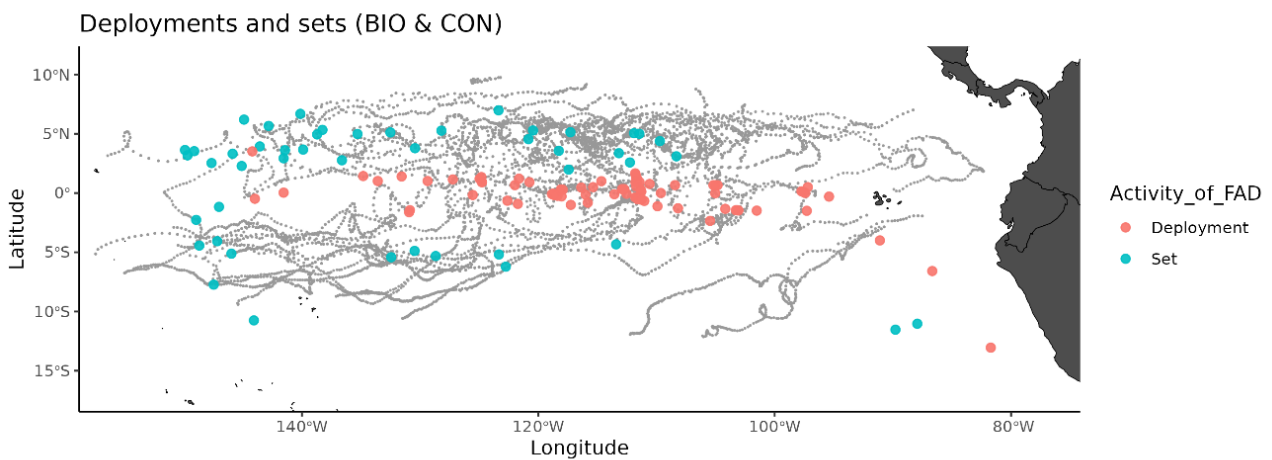 Deployments and sets (BIO & CON)
10°N
5°N
0°
5°S
10°S
15°S
Latitude
140°W
120°W
100°W
80°W
Longitude
Activity_of_FAD
Deployment
Set